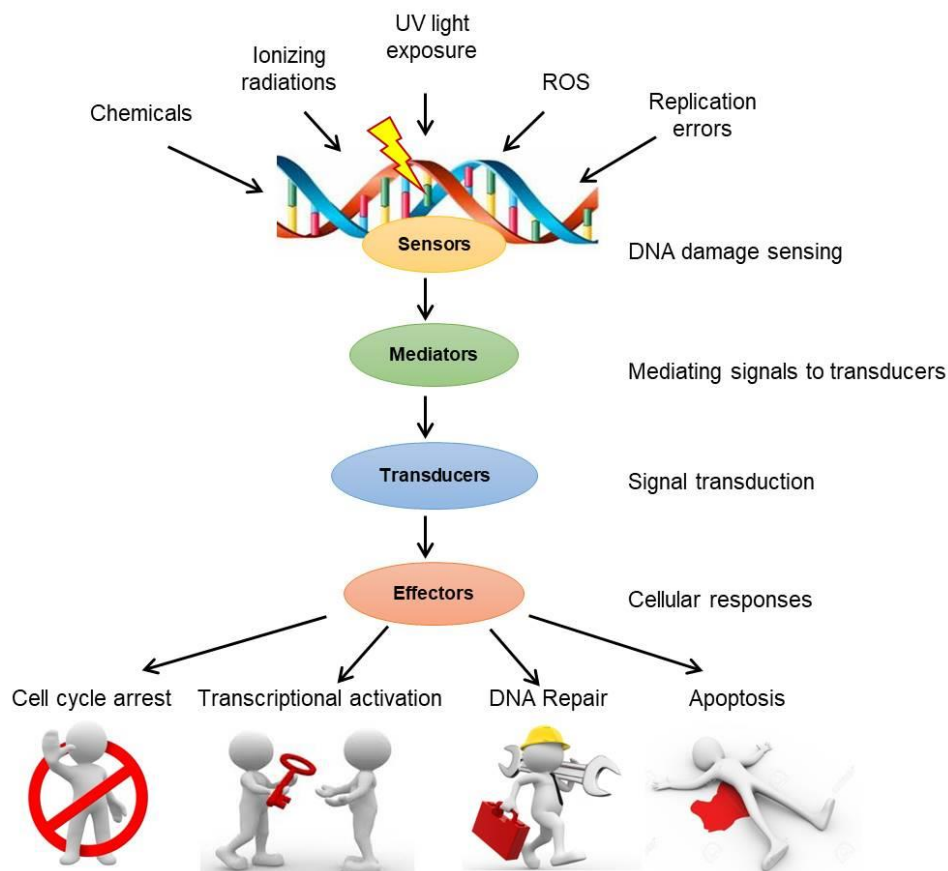 UV light
exposure
Ionizing
radiations
ROS
Chemicals
Replication
errors
Sensors
DNA damage sensing
Mediators
Mediating signals to transducers
Transducers
Signal transduction
Effectors
Cellular responses
Cell cycle arrest
Transcriptional activation
DNA Repair
Apoptosis